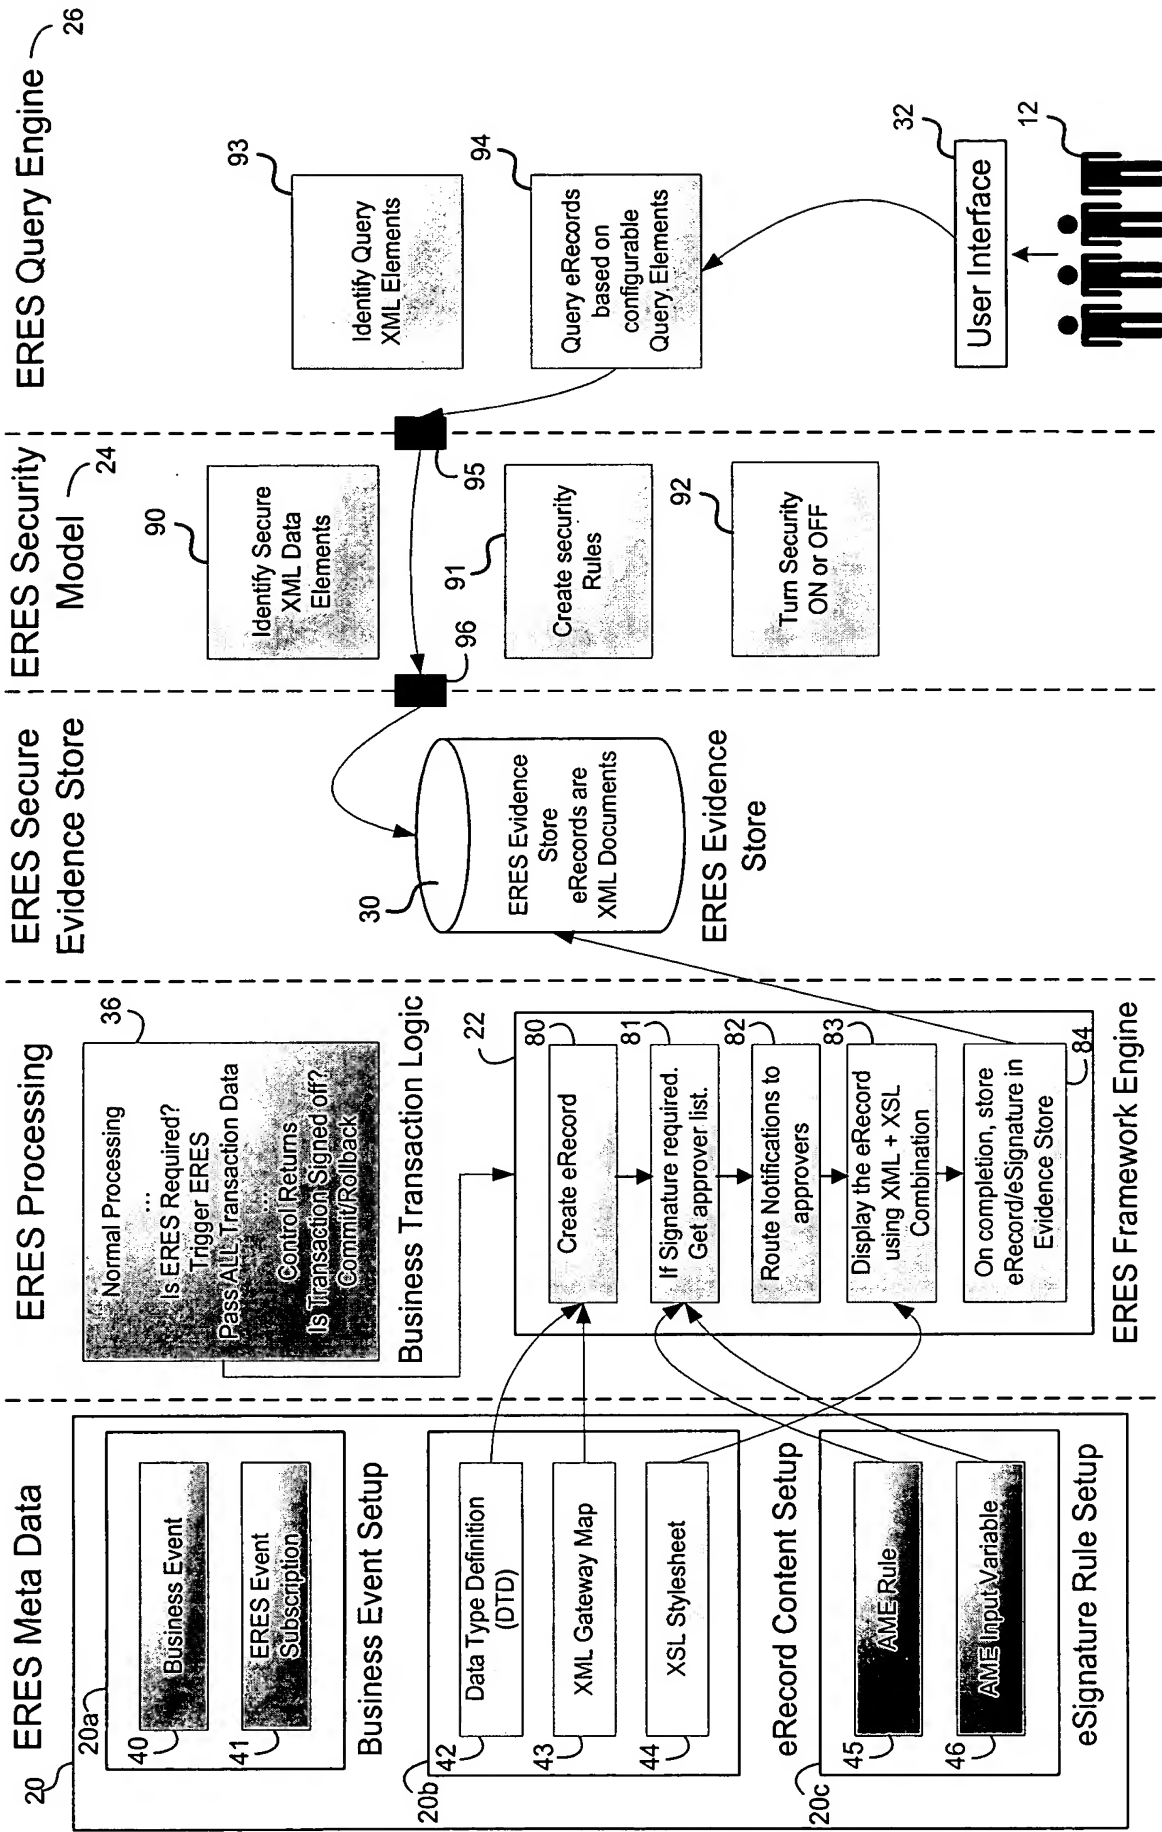 ERES Meta Data
20
20a
40
Business Event
41
ERES Event
Subscription
Business Event Setup
20b
42
Data Type Definition
(DTD)
43
XML Gateway Map
44
XSL Stylesheet
eRecord Content Setup
20c
45
AME Rule
46
AME Input Variable
eSignature Rule Setup
ERES Processing
36
Normal Processing
...
Is ERES Required?
Trigger ERES
Pass ALL Transaction Data
....
Control Returns
Is Transaction Signed off?
Commit/Rollback
Business Transaction Logic
22
80
Create eRecord
81
If Signature required.
Get approver list.
82
Route Notifications to
approvers
83
Display the eRecord
using XML + XSL
Combination
On completion, store
eRecord/eSignature in
Evidence Store
84
ERES Framework Engine
ERES Secure
Evidence Store
30
ERES Evidence
Store
eRecords are
XML Documents
ERES Evidence
Store
ERES Security
Model
24
90
Identify Secure
XML Data
Elements
95
96
91
Create security
Rules
92
Turn Security
ON or OFF
ERES Query Engine
26
93
Identify Query
XML Elements
94
Query eRecords
based on
configurable
Query Elements
32
User Interface
12